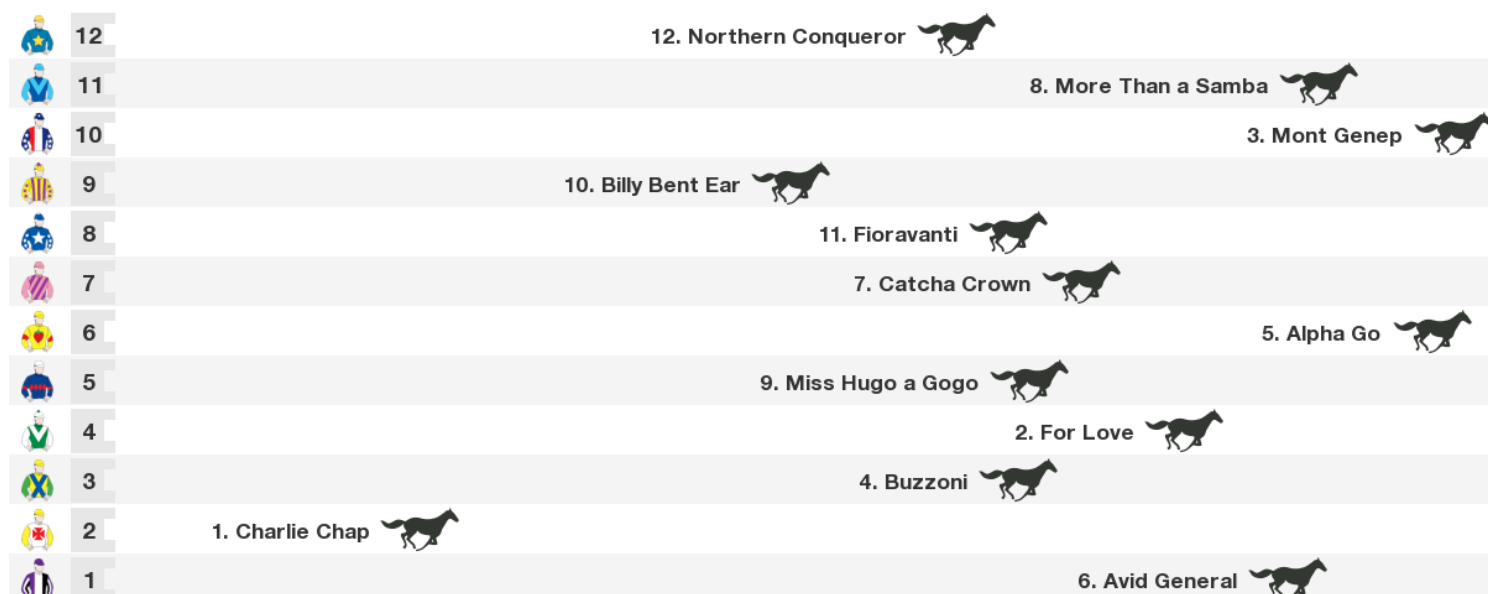 12 12. Northern Conqueror
11 8. More Than a Samba
10 3. Mont Genep
9 10. Billy Bent Ear
8 11. Fioravanti
7 7. Catcha Crown
6 5. Alpha Go
5 9. Miss Hugo a Gogo
4 2. For Love
3 4. Buzzoni
2 1. Charlie Chap
1 6. Avid General